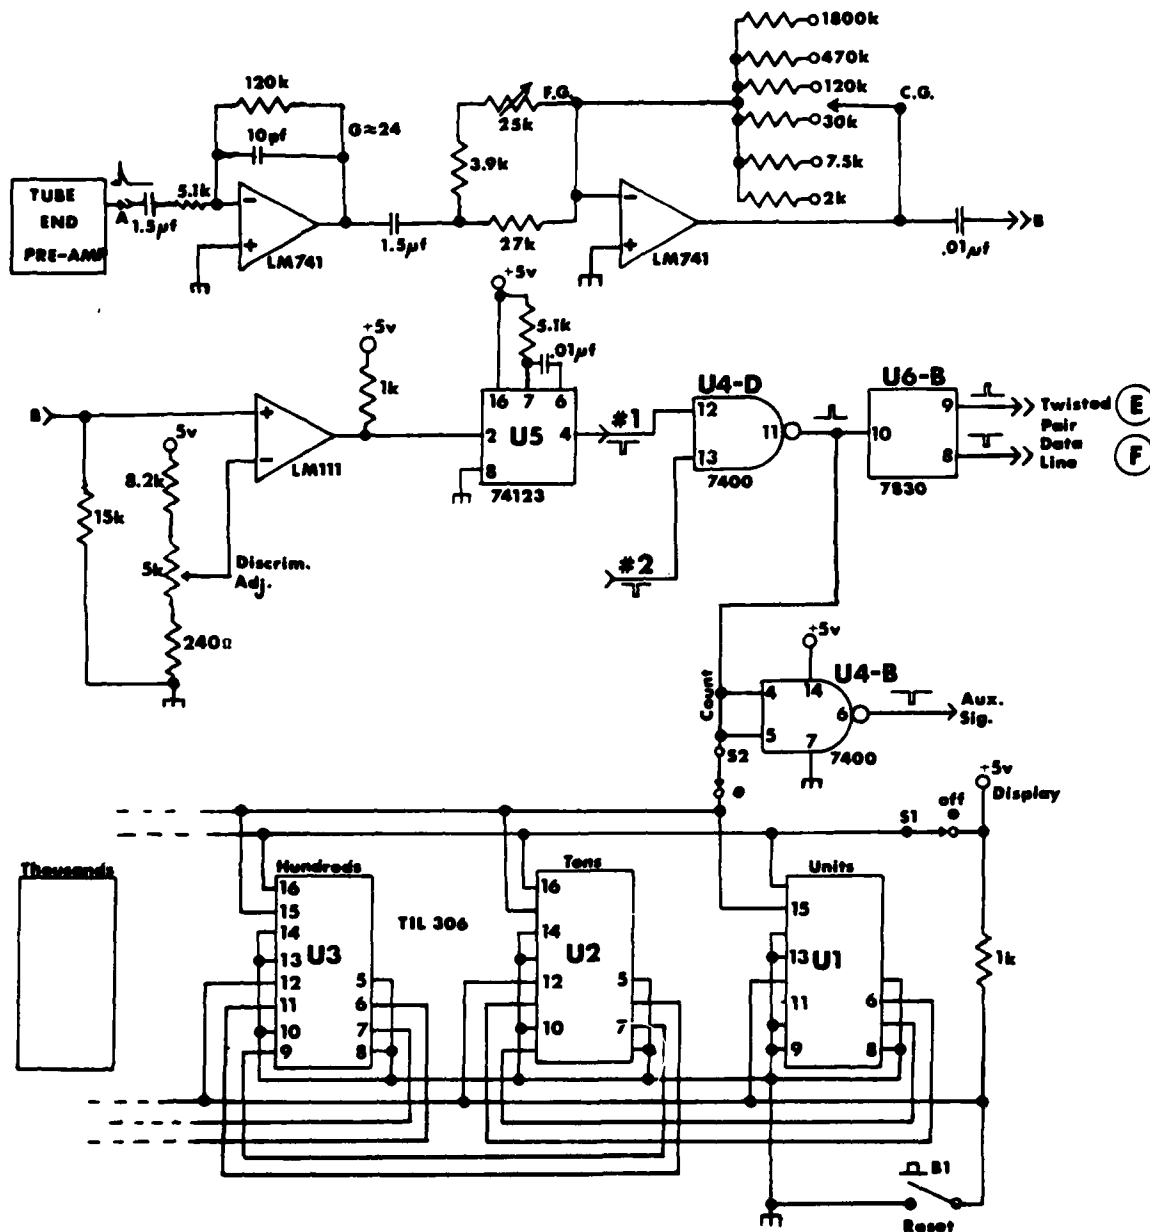 1800k
470k
120k
C.G.
30k
7.5k
2k
120k
10pf
G≈24
F.G.
25k
3.9k
TUBE
END
PRE-AMP
A
1.5µf
5.1k
-
+
LM741
1.5µf
27k
-
+
LM741
.01µf
B
+5v
5.1k
.01µf
+5v
1k
B
+
-
LM111
16 7 6
2 U5 4
8
74123
#1
U4-D
12
11
13
7400
U6-B
9
10
8
7830
Twisted
Pair
Data
Line
E
F
5v
8.2k
15k
5k
Discrim.
Adj.
240Ω
#2
+5v
U4-B
Count
4 14
6
5 7
7400
Aux.
Sig.
S2
+5v
Display
off
S1
Thousands
Hundreds
Tens
Units
16
15
14
13
12
11
10
9
U3
5
6
7
8
TIL 306
16
14
12
10
U2
5
7
15
13
11
9
U1
6
8
1k
B1
Reset